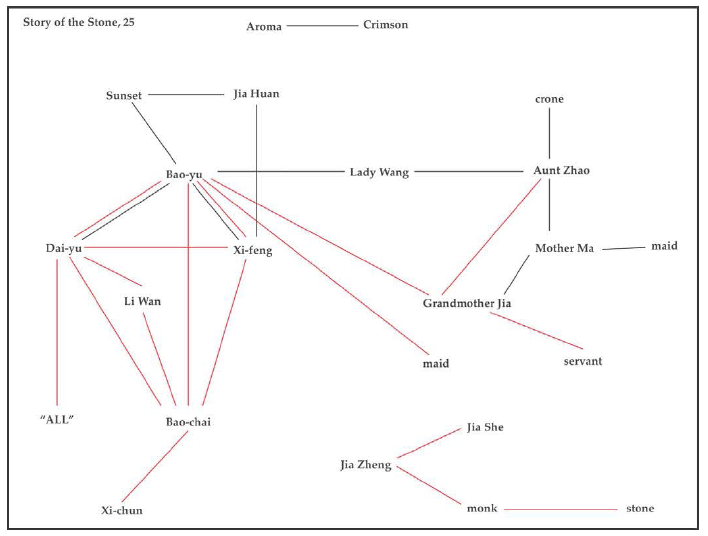 Story of the Stone, 25
Aroma
Crimson
Sunset
Jia Huan
crone
Bao-yu
Lady Wang
Aunt Zhao
Dai-yu
Xi-feng
Mother Ma
maid
Li Wan
Grandmother Jia
maid
servant
"ALL"
Bao-chai
Jia She
Jia Zheng
Xi-chun
monk
stone